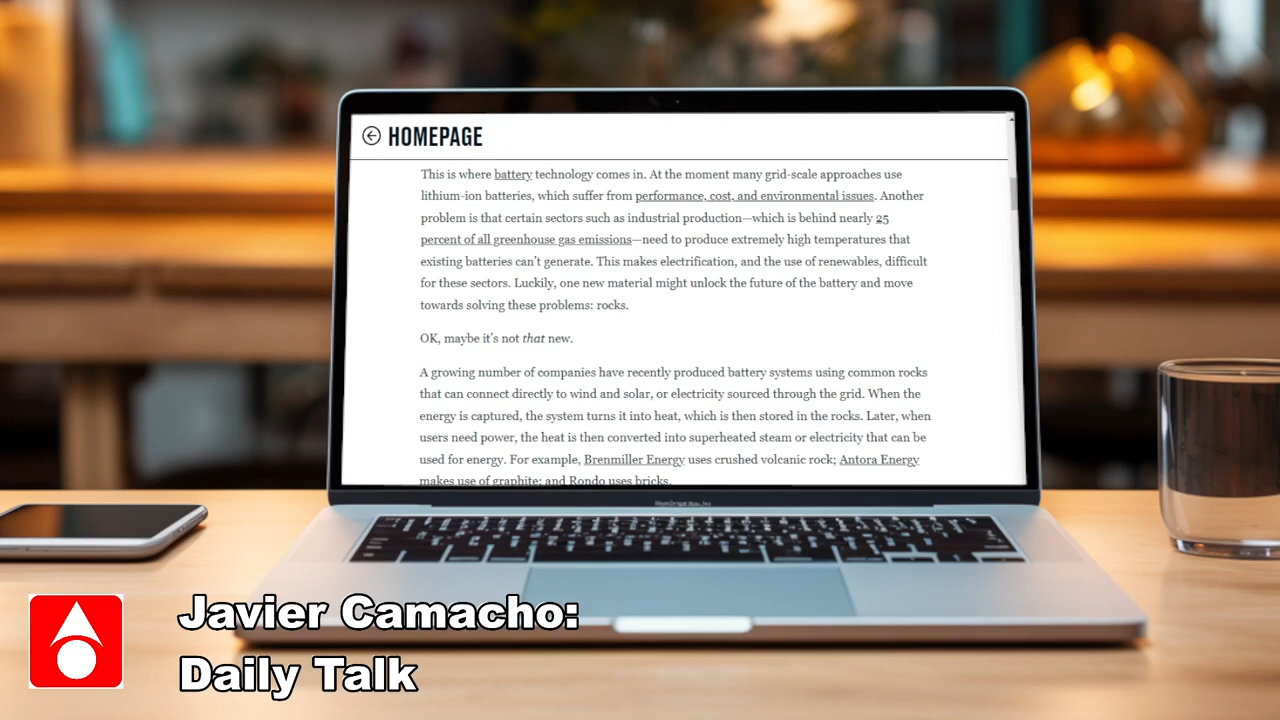 HOMEPAGE
This is where battery technology comes in. At the moment many grid-scale approaches use
lithium-ion batteries, which suffer from performance, cost, and environmental issues. Another
problem is that certain sectors such as industrial production—which is behind nearly 25
percent of all greenhouse gas emissions—need to produce extremely high temperatures that
existing batteries can't generate. This makes electrification, and the use of renewables, difficult
for these sectors. Luckily, one new material might unlock the future of the battery and move
towards solving these problems: rocks.
OK, maybe it's not that new.
A growing number of companies have recently produced battery systems using common rocks
that can connect directly to wind and solar, or electricity sourced through the grid. When the
energy is captured, the system turns it into heat, which is then stored in the rocks. Later, when
users need power, the heat is then converted into superheated steam or electricity that can be
used for energy. For example, Brenmiller Energy uses crushed volcanic rock; Antora Energy
makes use of graphite; and Rondo uses bricks.
Javier Camacho:
Daily Talk